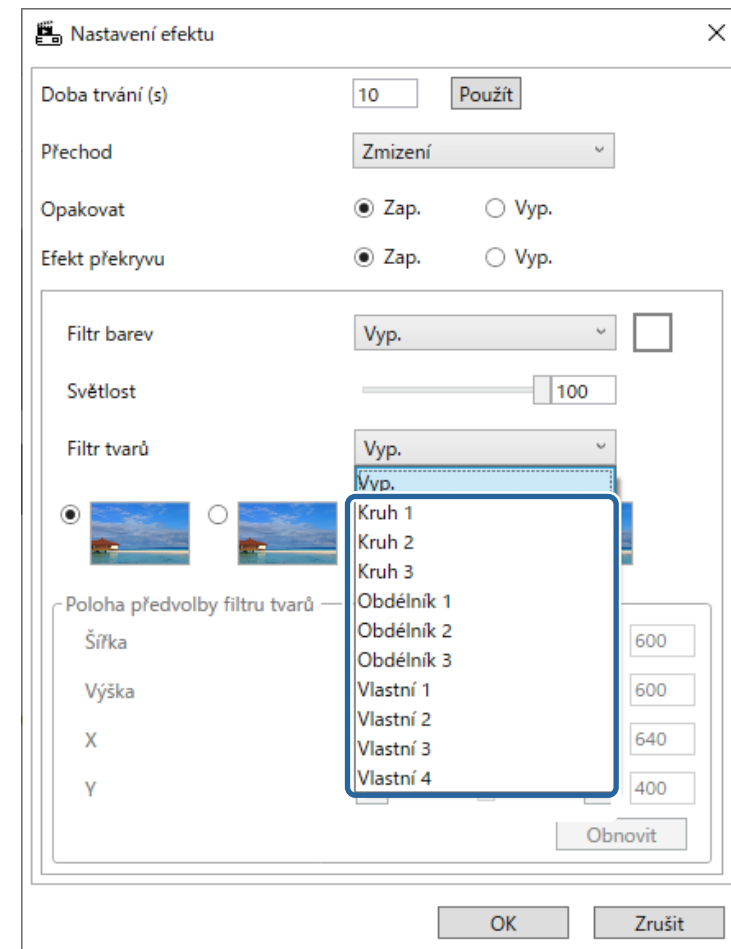 Nastavení efektu
Doba trvání (s) 10 Použít
Přechod Zmizení
Opakovat Zap. Vyp.
Efekt překryvu Zap. Vyp.
Filtr barev Vyp.
Světlost 100
Filtr tvarů Vyp.
Vyp.
Kruh 1
Kruh 2
Kruh 3
Poloha předvolby filtru tvarů Obdélník 1
Šířka Obdélník 2 600
Obdélník 3
Výška Vlastní 1 600
Vlastní 2
X Vlastní 3 640
Y Vlastní 4 400
Obnovit
OK Zrušit